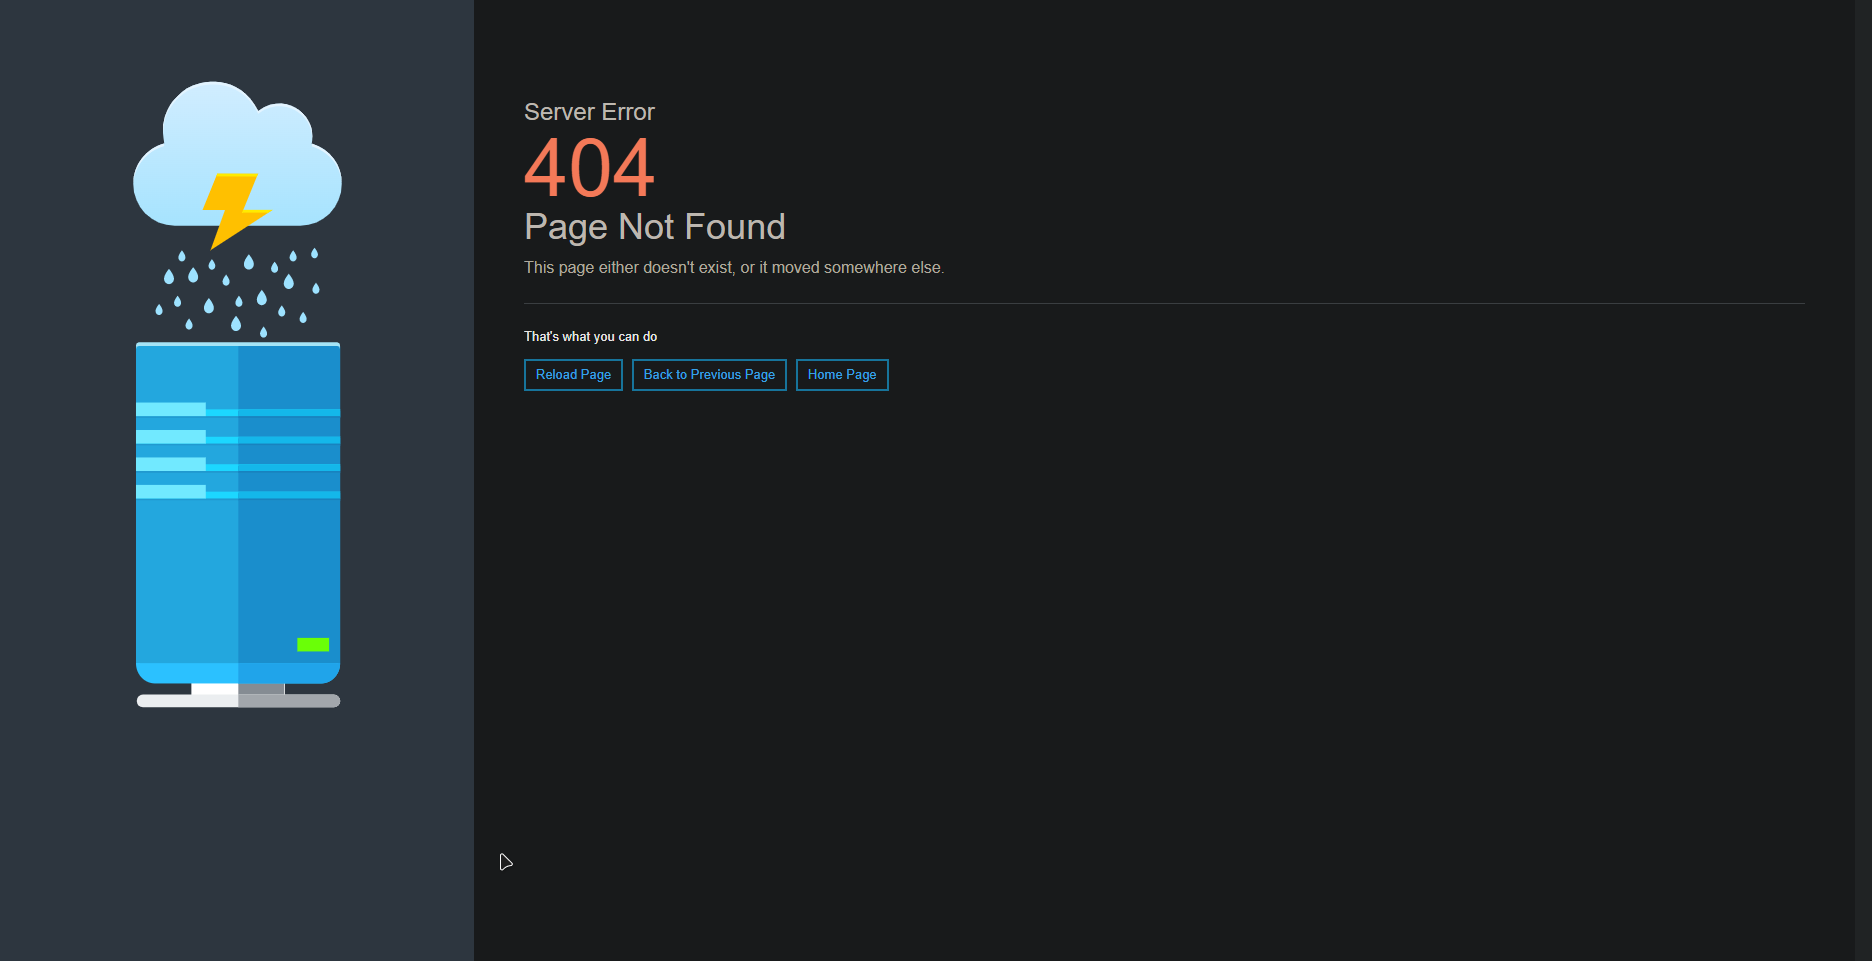 Server Error
404
Page Not Found
This page either doesn't exist, or it moved somewhere else.
That's what you can do
Reload Page Back to Previous Page Home Page